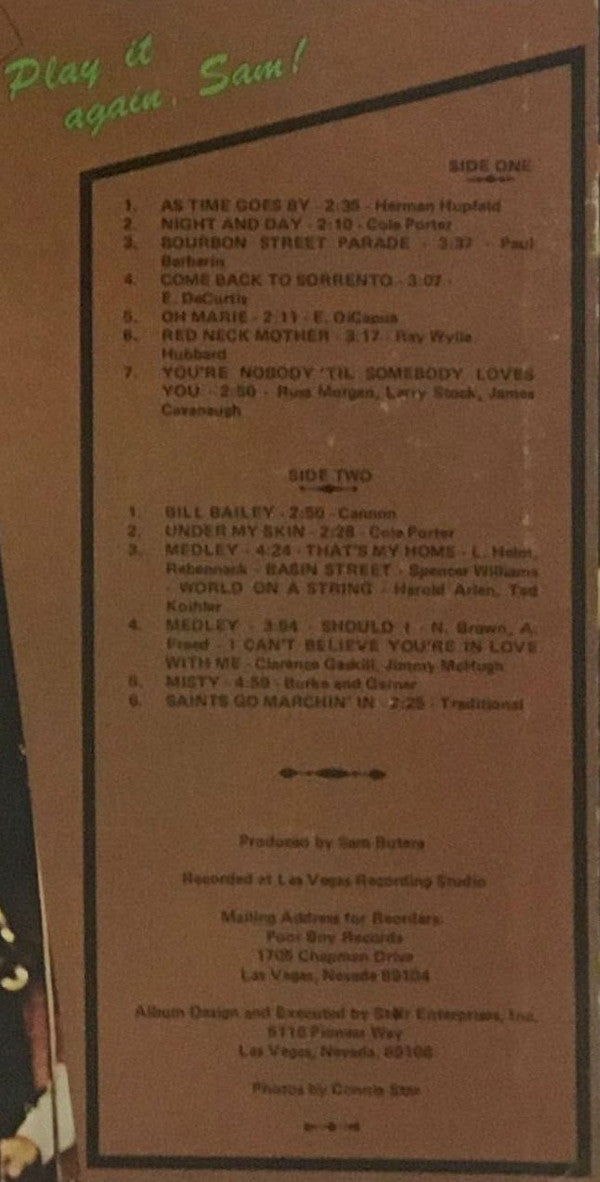 Play it
again, Sam!
SIDE ONE
1. AS TIME GOES BY - 2:35 - Herman Hupfeld
2. NIGHT AND DAY - 2:10 - Cole Porter
3. BOURBON STREET PARADE - 3:37 - Paul
Barbarin
4. COME BACK TO SORRENTO - 3:07 -
E. DeCurtis
5. OH MARIE - 2:11 - E. DiCapua
6. RED NECK MOTHER - 3:17 - Ray Wylie
Hubbard
7. YOU'RE NOBODY 'TIL SOMEBODY LOVES
YOU - 2:50 - Russ Morgan, Larry Stock, James
Cavanaugh
SIDE TWO
1. BILL BAILEY - 2:50 - Cannon
2. UNDER MY SKIN - 2:28 - Cole Porter
3. MEDLEY - 4:24 - THAT'S MY HOME - L. Helm,
Rebennack - BASIN STREET - Spencer Williams
- WORLD ON A STRING - Harold Arlen, Ted
Koehler
4. MEDLEY - 3:54 - SHOULD I - N. Brown, A.
Freed - I CAN'T BELIEVE YOU'RE IN LOVE
WITH ME - Clarence Gaskill, Jimmy McHugh
5. MISTY - 4:59 - Burke and Garner
6. SAINTS GO MARCHIN' IN - 2:25 - Traditional
Produced by Sam Butera
Recorded at Las Vegas Recording Studio
Mailing Address for Reorders:
Poor Boy Records
1705 Chapman Drive
Las Vegas, Nevada 89104
Album Design and Executed by Star Enterprises, Inc.
6110 Pioneer Way
Las Vegas, Nevada, 89108
Photos by Connie Star